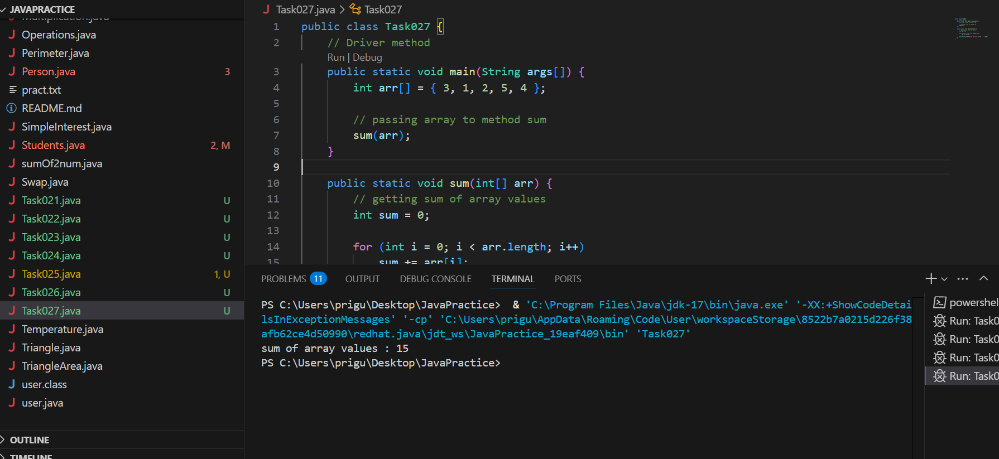 JAVAPRACTICE
Multiplication.java
Operations.java
Perimeter.java
Person.java 3
pract.txt
README.md
SimpleInterest.java
Students.java 2, M
sumOf2num.java
Swap.java
Task021.java U
Task022.java U
Task023.java U
Task024.java U
Task025.java 1, U
Task026.java U
Task027.java U
Temperature.java
Triangle.java
TriangleArea.java
user.class
user.java
OUTLINE
TIMELINE
Task027.java > Task027
1 public class Task027 {
2 // Driver method
Run | Debug
3 public static void main(String args[]) {
4 int arr[] = { 3, 1, 2, 5, 4 };
5
6 // passing array to method sum
7 sum(arr);
8 }
9
10 public static void sum(int[] arr) {
11 // getting sum of array values
12 int sum = 0;
13
14 for (int i = 0; i < arr.length; i++)
15 sum += arr[i];
PROBLEMS 11 OUTPUT DEBUG CONSOLE TERMINAL PORTS
PS C:\Users\prigu\Desktop\JavaPractice> & 'C:\Program Files\Java\jdk-17\bin\java.exe' '-XX:+ShowCodeDetai
lsInExceptionMessages' '-cp' 'C:\Users\prigu\AppData\Roaming\Code\User\workspaceStorage\8522b7a0215d226f38
afb62ce4d50990\redhat.java\jdt_ws\JavaPractice_19eaf409\bin' 'Task027'
sum of array values : 15
PS C:\Users\prigu\Desktop\JavaPractice>
powershel
Run: Task0
Run: Task0
Run: Task0
Run: Task0